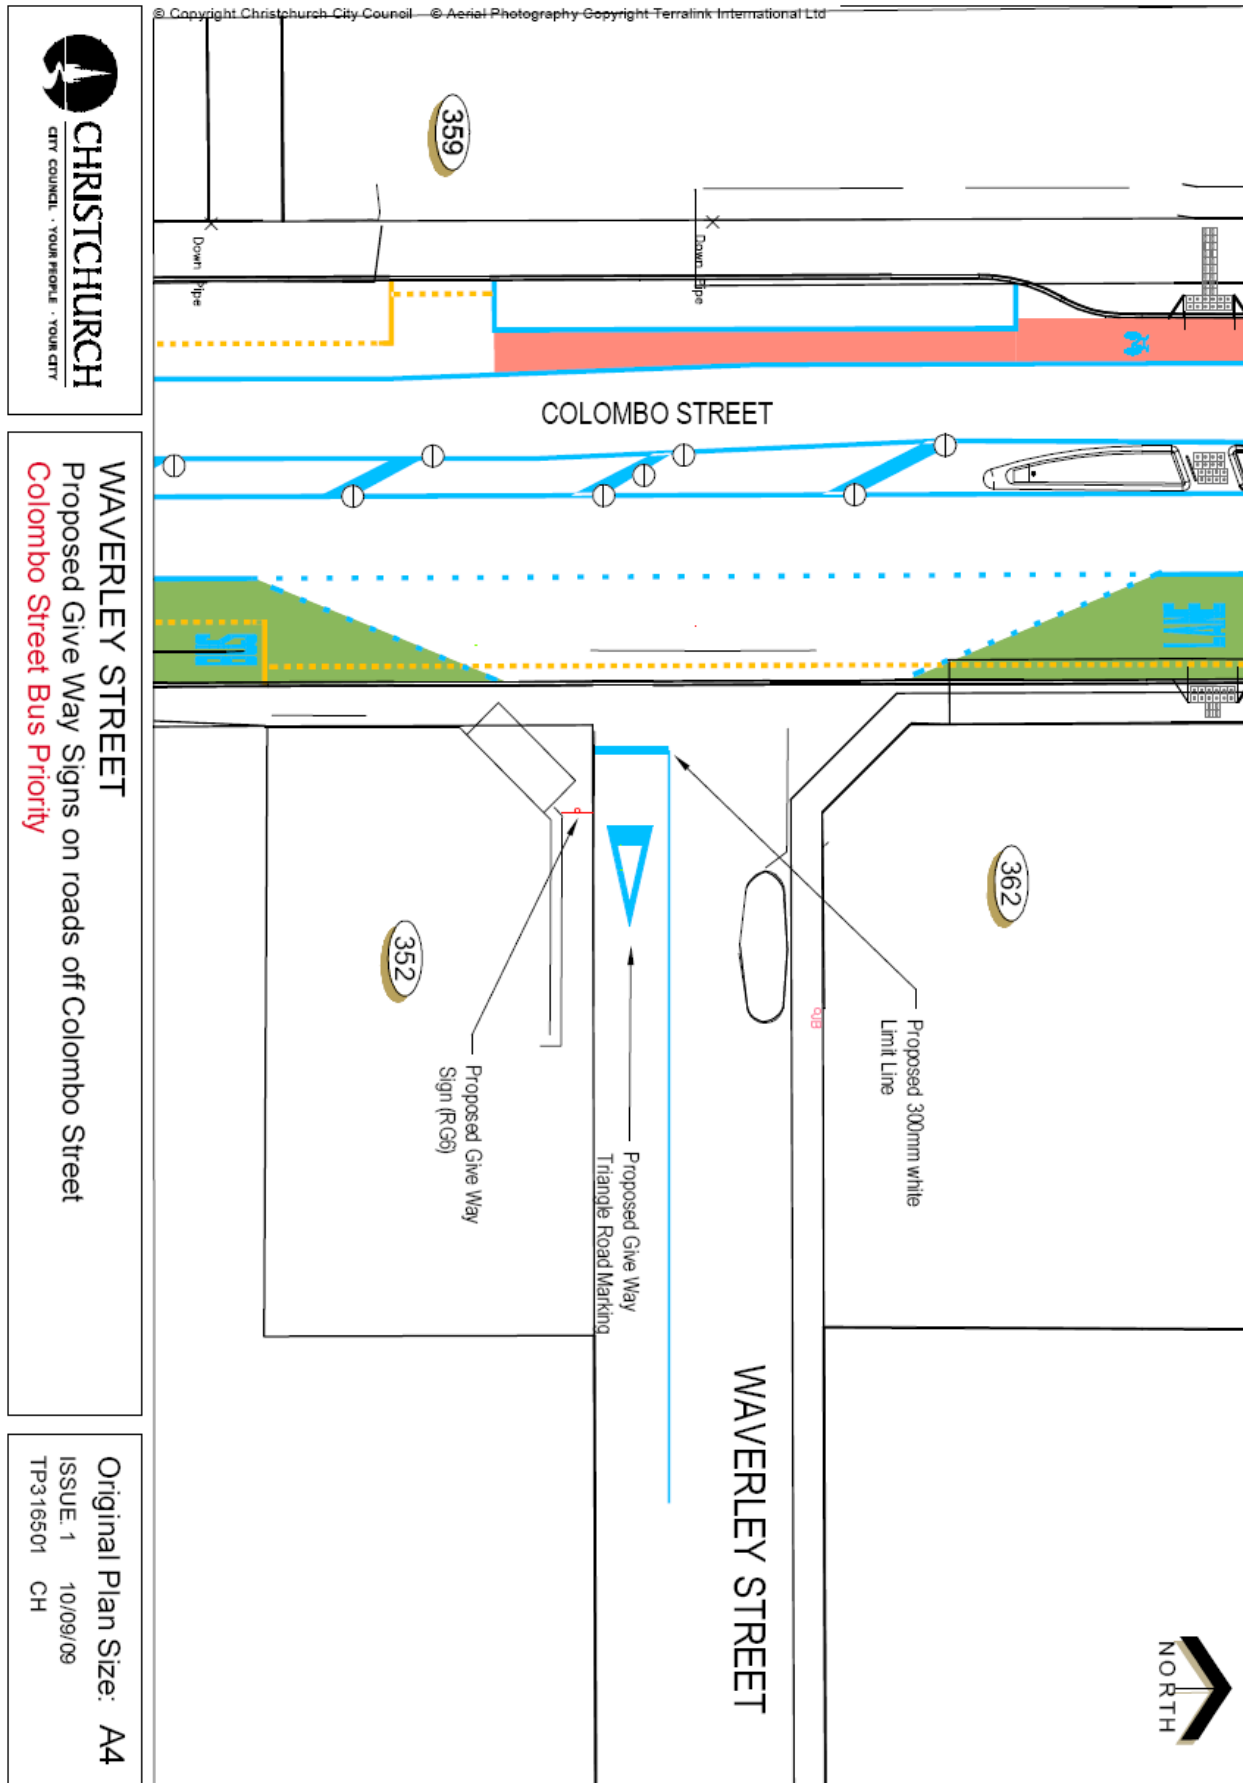 © Copyright Christchurch City Council © Aerial Photography Copyright Terralink International Ltd
CHRISTCHURCH
CITY COUNCIL · YOUR PEOPLE · YOUR CITY
WAVERLEY STREET
Proposed Give Way Signs on roads off Colombo Street
Colombo Street Bus Priority
Original Plan Size: A4
ISSUE.1 10/09/09
TP316501 CH
359
Down Pipe
Down Pipe
COLOMBO STREET
BUS
LANE
362
352
Proposed 300mm white
Limit Line
Proposed Give Way
Triangle Road Marking
Proposed Give Way
Sign (RG6)
WAVERLEY STREET
NORTH